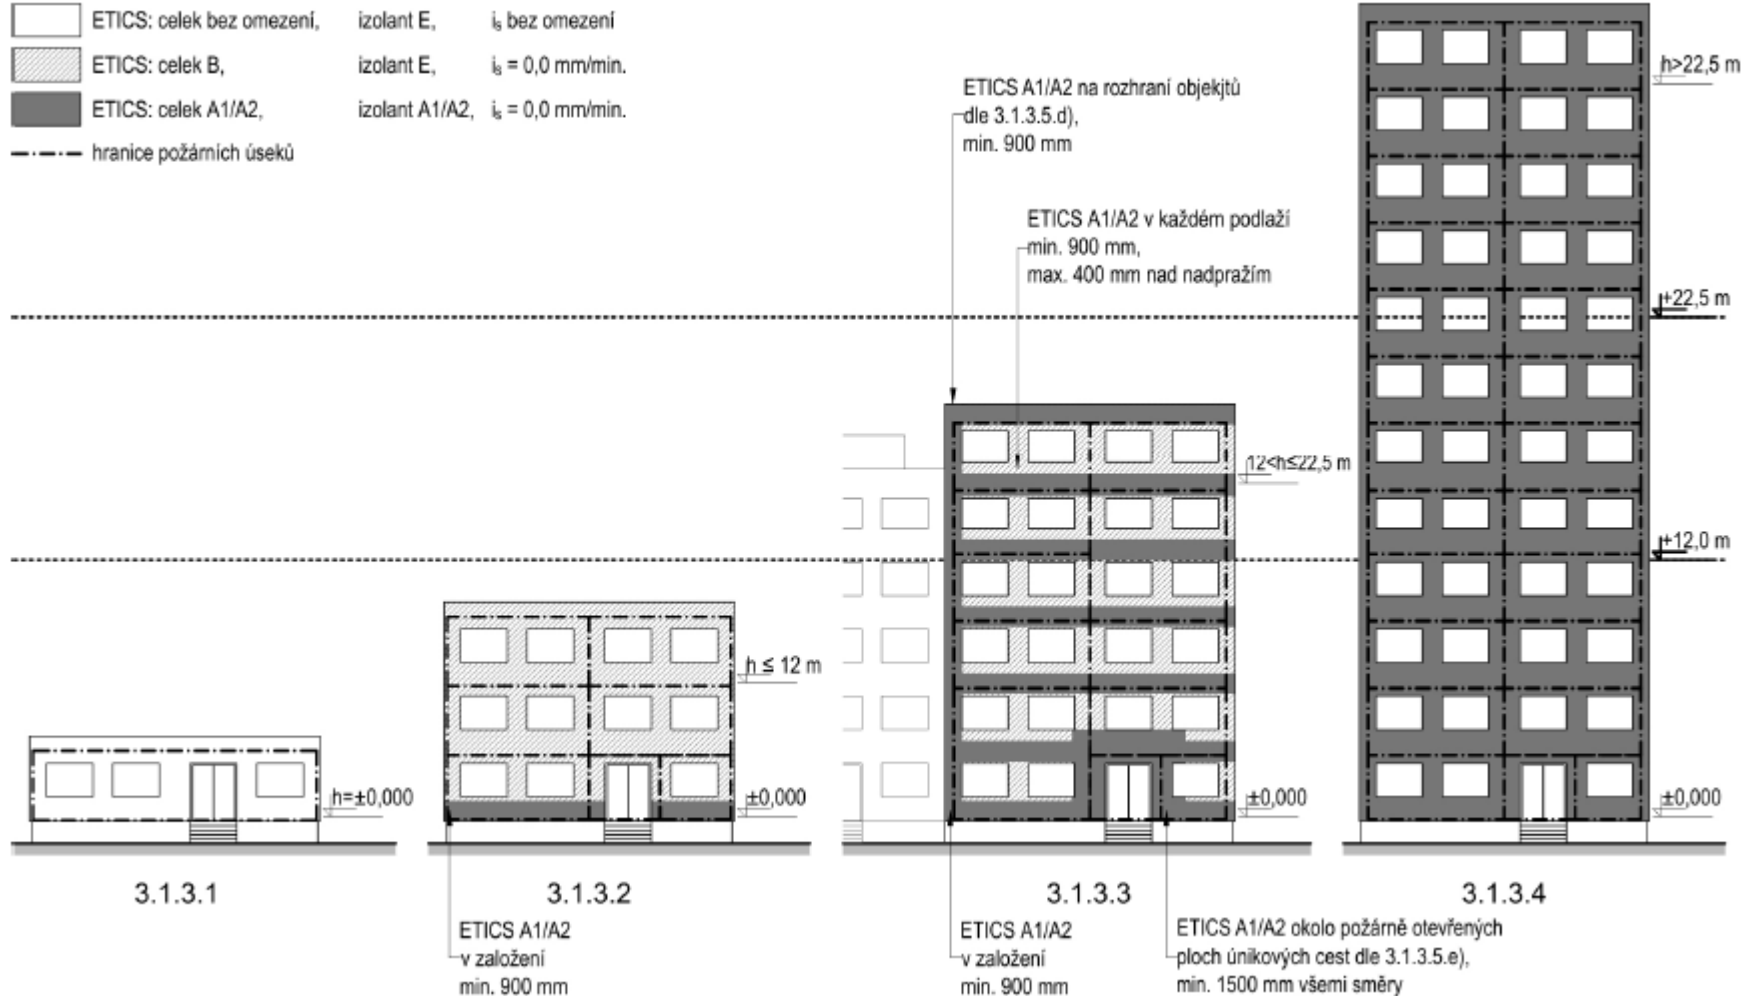 ETICS: celek bez omezení, izolant E, iₛ bez omezení
ETICS: celek B, izolant E, iₛ = 0,0 mm/min.
ETICS: celek A1/A2, izolant A1/A2, iₛ = 0,0 mm/min.
hranice požárních úseků
ETICS A1/A2 na rozhraní objekjtů
dle 3.1.3.5.d),
min. 900 mm
ETICS A1/A2 v každém podlaží
min. 900 mm,
max. 400 mm nad nadpražím
h>22,5 m
+22,5 m
12<h≤22,5 m
+12,0 m
h ≤ 12 m
h=±0,000
±0,000
±0,000
±0,000
3.1.3.1
3.1.3.2
3.1.3.3
3.1.3.4
ETICS A1/A2
v založení
min. 900 mm
ETICS A1/A2
v založení
min. 900 mm
ETICS A1/A2 okolo požárně otevřených
ploch únikových cest dle 3.1.3.5.e),
min. 1500 mm všemi směry